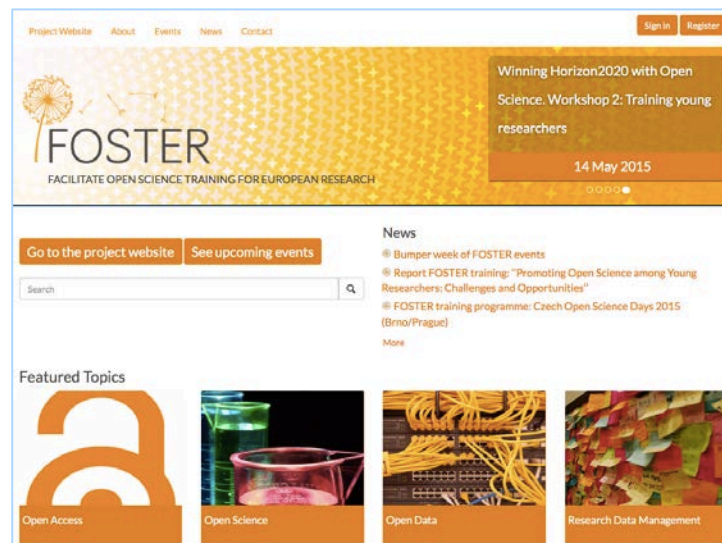 Project Website About Events News Contact
Sign in Register
Winning Horizon2020 with Open
Science. Workshop 2: Training young
researchers
14 May 2015
FOSTER
FACILITATE OPEN SCIENCE TRAINING FOR EUROPEAN RESEARCH
Go to the project website See upcoming events
Search
News
Bumper week of FOSTER events
Report FOSTER training: "Promoting Open Science among Young
Researchers: Challenges and Opportunities"
FOSTER training programme: Czech Open Science Days 2015
(Brno/Prague)
More
Featured Topics
Open Access
Open Science
Open Data
Research Data Management